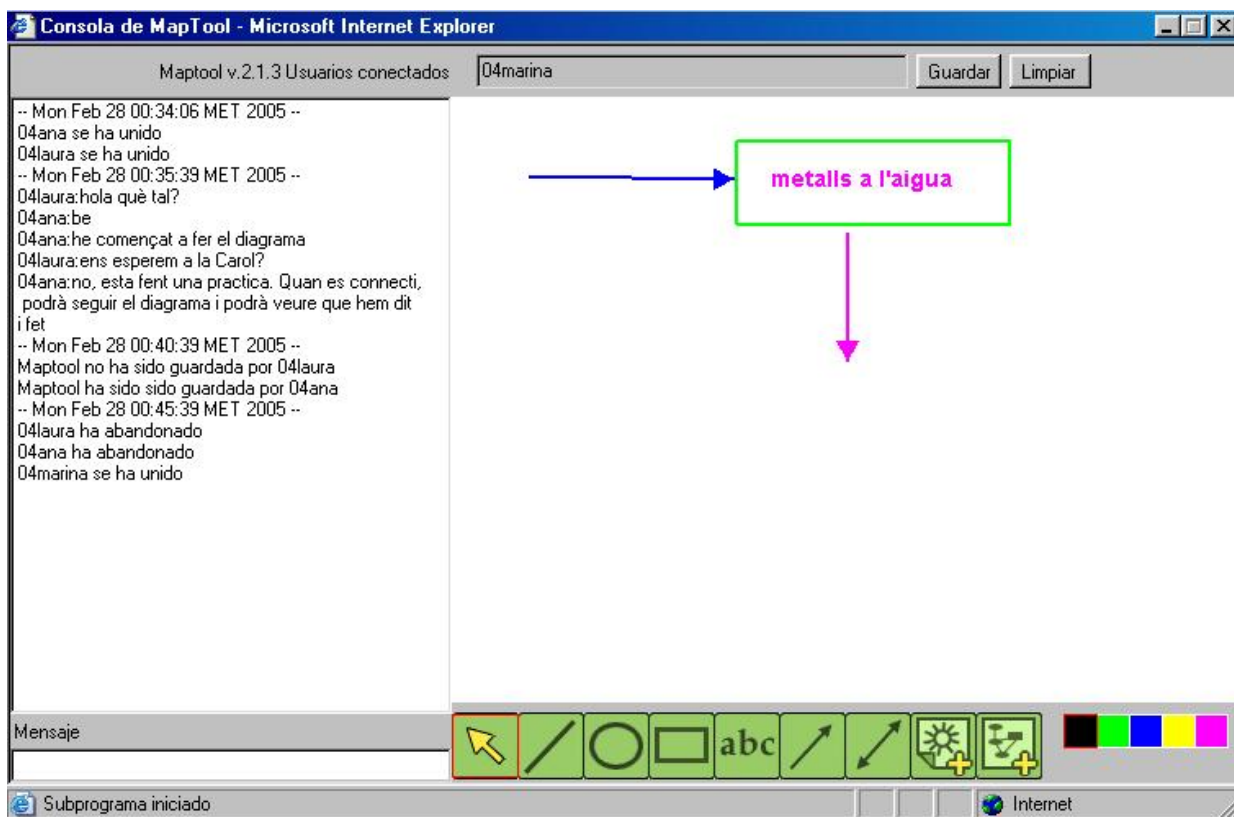 Consola de MapTool - Microsoft Internet Explorer
Maptool v.2.1.3 Usuarios conectados
04marina
Guardar
Limpiar
-- Mon Feb 28 00:34:06 MET 2005 --
04ana se ha unido
04laura se ha unido
-- Mon Feb 28 00:35:39 MET 2005 --
04laura:hola què tal?
04ana:be
04ana:he començat a fer el diagrama
04laura:ens esperem a la Carol?
04ana:no, esta fent una practica. Quan es connecti,
podrà seguir el diagrama i podrà veure que hem dit
i fet
-- Mon Feb 28 00:40:39 MET 2005 --
Maptool no ha sido guardada por 04laura
Maptool ha sido sido guardada por 04ana
-- Mon Feb 28 00:45:39 MET 2005 --
04laura ha abandonado
04ana ha abandonado
04marina se ha unido
metalls a l'aigua
Mensaje
abc
Subprograma iniciado
Internet